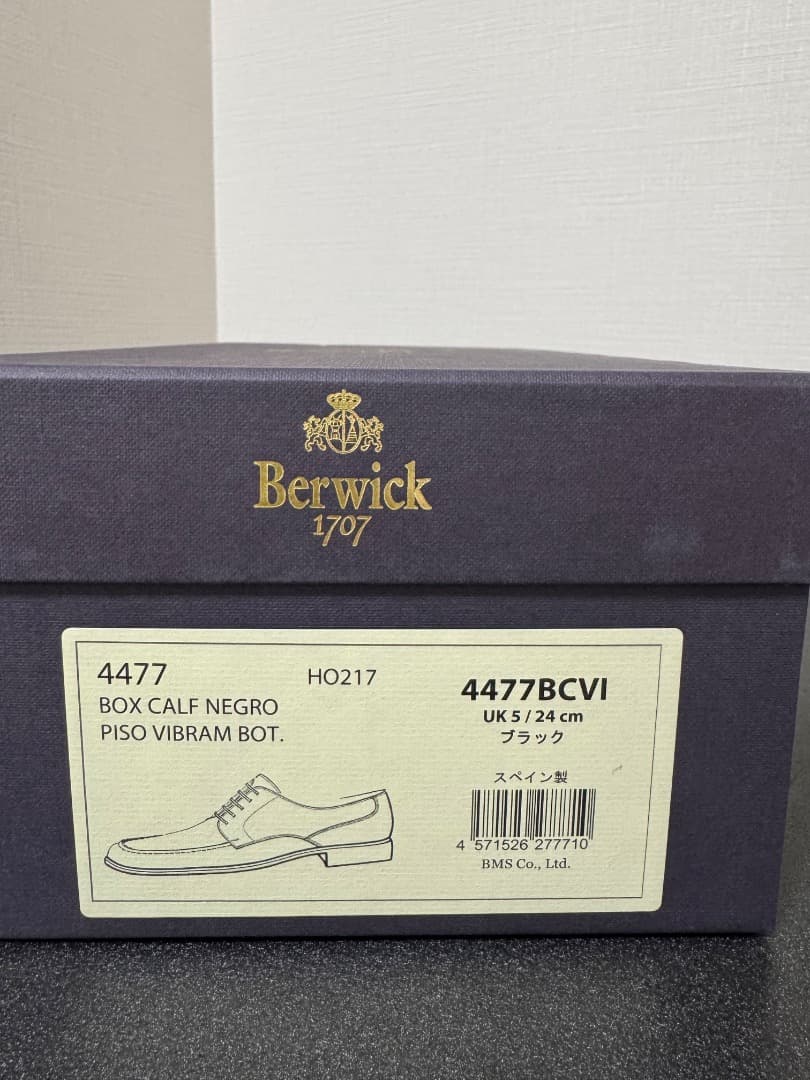 Berwick
1707
4477
HO217
BOX CALF NEGRO
PISO VIBRAM BOT.
4477BCVI
UK 5 / 24 cm
ブラック
スペイン製
4 571526 277710
BMS Co., Ltd.